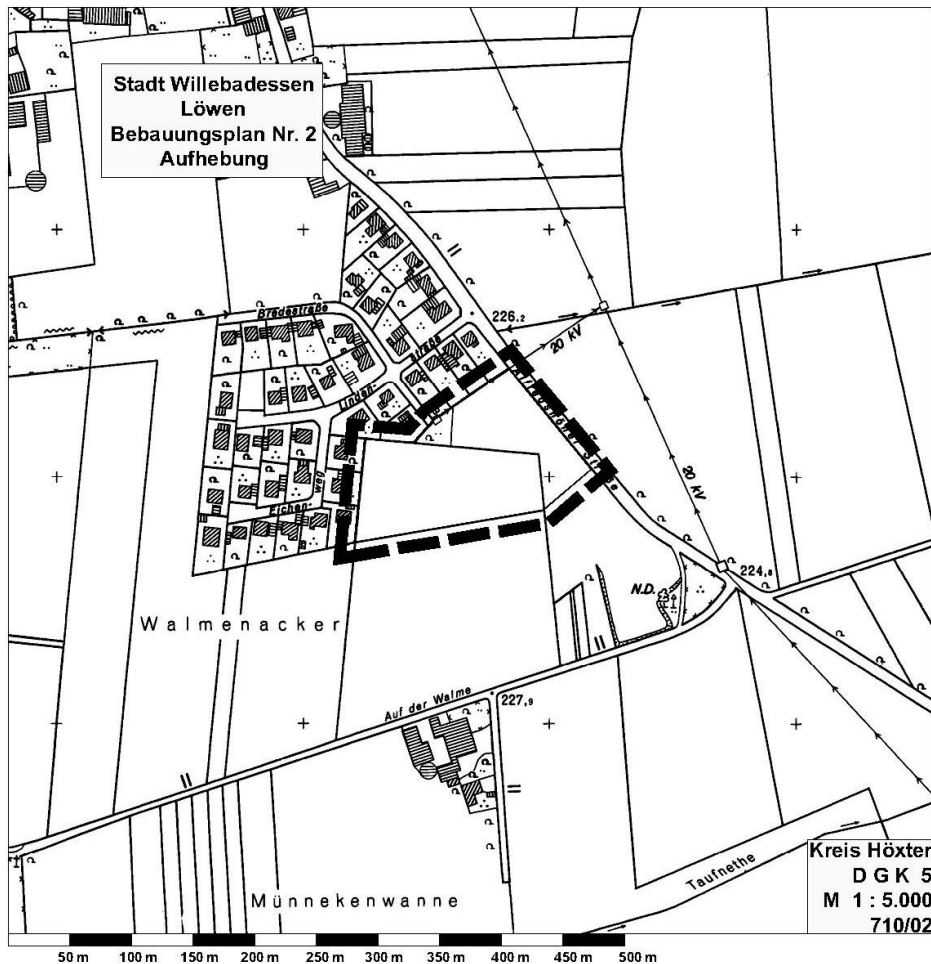 Stadt Willebadessen
Löwen
Bebauungsplan Nr. 2
Aufhebung
226.2
20 kV
Bredestraße
Linden-
straße
Eichen-
weg
20 kV
N.D.
224,8
Walmenacker
Auf der Walme
227,9
Münnekenwanne
Taufnethe
Kreis Höxter
D G K 5
M 1 : 5.000
710/02
50 m 100 m 150 m 200 m 250 m 300 m 350 m 400 m 450 m 500 m